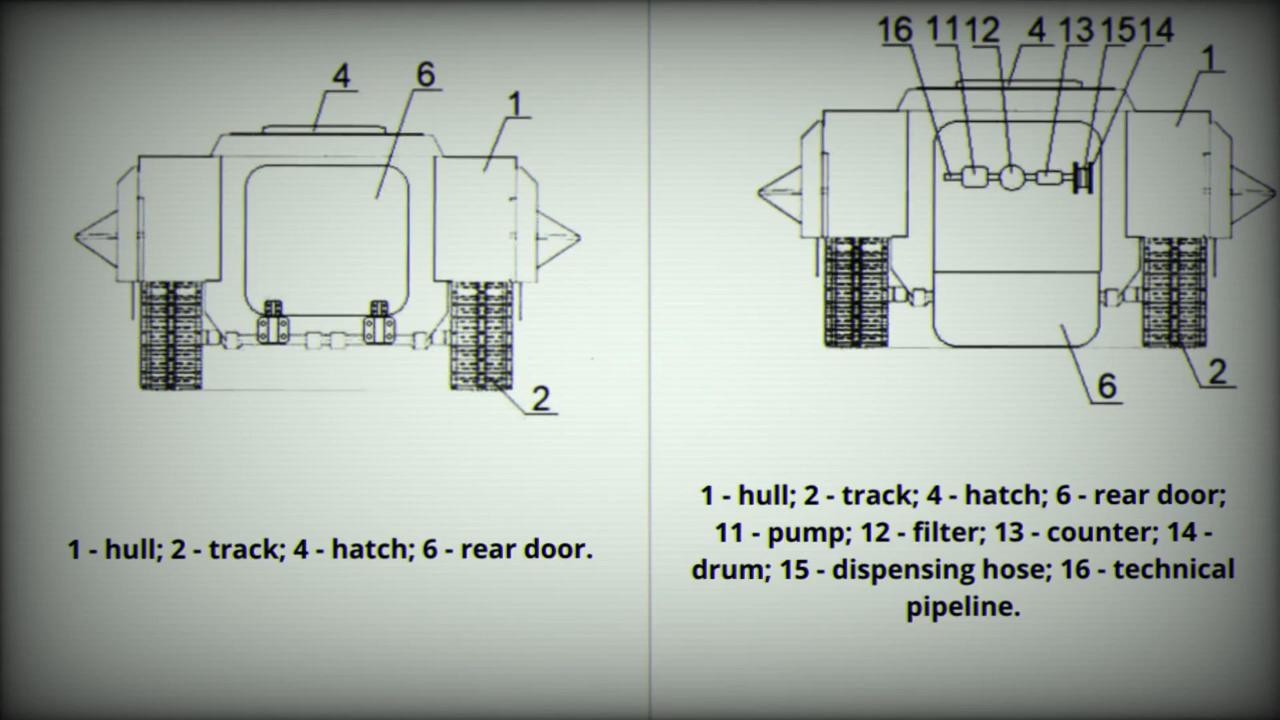 4 6
1
2
1 - hull; 2 - track; 4 - hatch; 6 - rear door.
16 11 12 4 13 15 14
1
2
6
1 - hull; 2 - track; 4 - hatch; 6 - rear door;
11 - pump; 12 - filter; 13 - counter; 14 -
drum; 15 - dispensing hose; 16 - technical
pipeline.